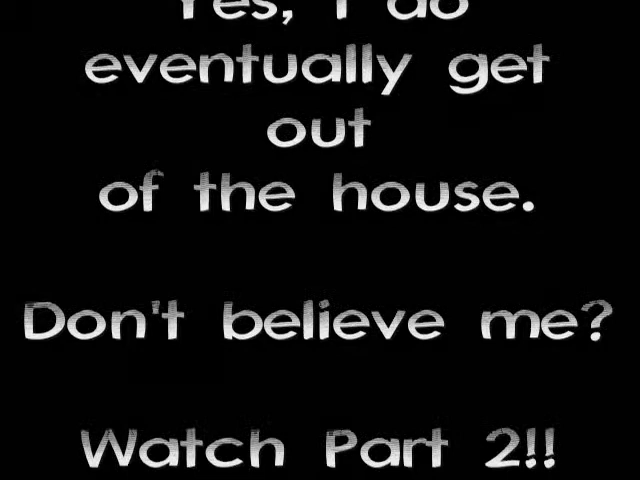 Yes, I do
eventually get
out
of the house.
Don't believe me?
Watch Part 2!!